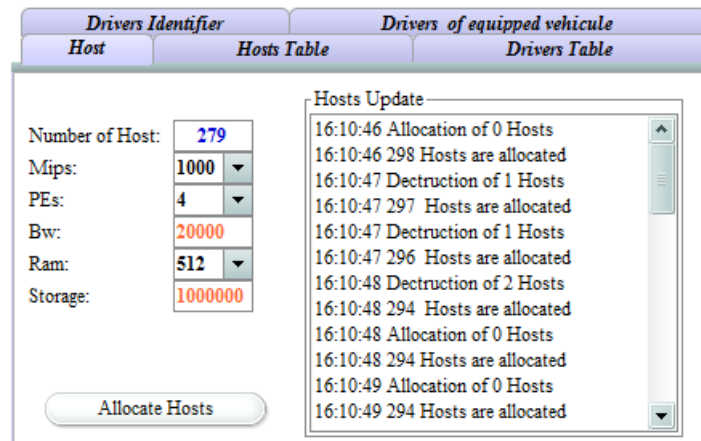 Drivers Identifier
Drivers of equipped vehicule
Host
Hosts Table
Drivers Table
Number of Host: 279
Mips: 1000
PEs: 4
Bw: 20000
Ram: 512
Storage: 1000000
Allocate Hosts
Hosts Update
16:10:46 Allocation of 0 Hosts
16:10:46 298 Hosts are allocated
16:10:47 Dectruction of 1 Hosts
16:10:47 297 Hosts are allocated
16:10:47 Dectruction of 1 Hosts
16:10:47 296 Hosts are allocated
16:10:48 Dectruction of 2 Hosts
16:10:48 294 Hosts are allocated
16:10:48 Allocation of 0 Hosts
16:10:48 294 Hosts are allocated
16:10:49 Allocation of 0 Hosts
16:10:49 294 Hosts are allocated